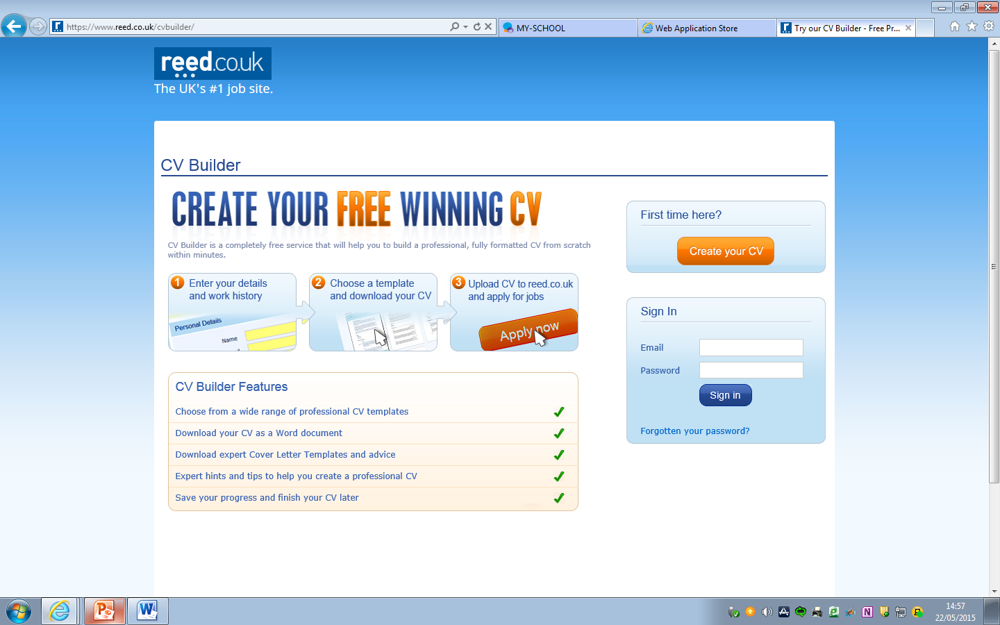 https://www.reed.co.uk/cvbuilder/
MY-SCHOOL
Web Application Store
Try our CV Builder - Free Pr...
reed.co.uk
The UK's #1 job site.
CV Builder
CREATE YOUR FREE WINNING CV
CV Builder is a completely free service that will help you to build a professional, fully formatted CV from scratch
within minutes.
1 Enter your details
and work history
Personal Details
Name
2 Choose a template
and download your CV
3 Upload CV to reed.co.uk
and apply for jobs
Apply now
CV Builder Features
Choose from a wide range of professional CV templates
Download your CV as a Word document
Download expert Cover Letter Templates and advice
Expert hints and tips to help you create a professional CV
Save your progress and finish your CV later
First time here?
Create your CV
Sign In
Email
Password
Sign in
Forgotten your password?
14:57
22/05/2015